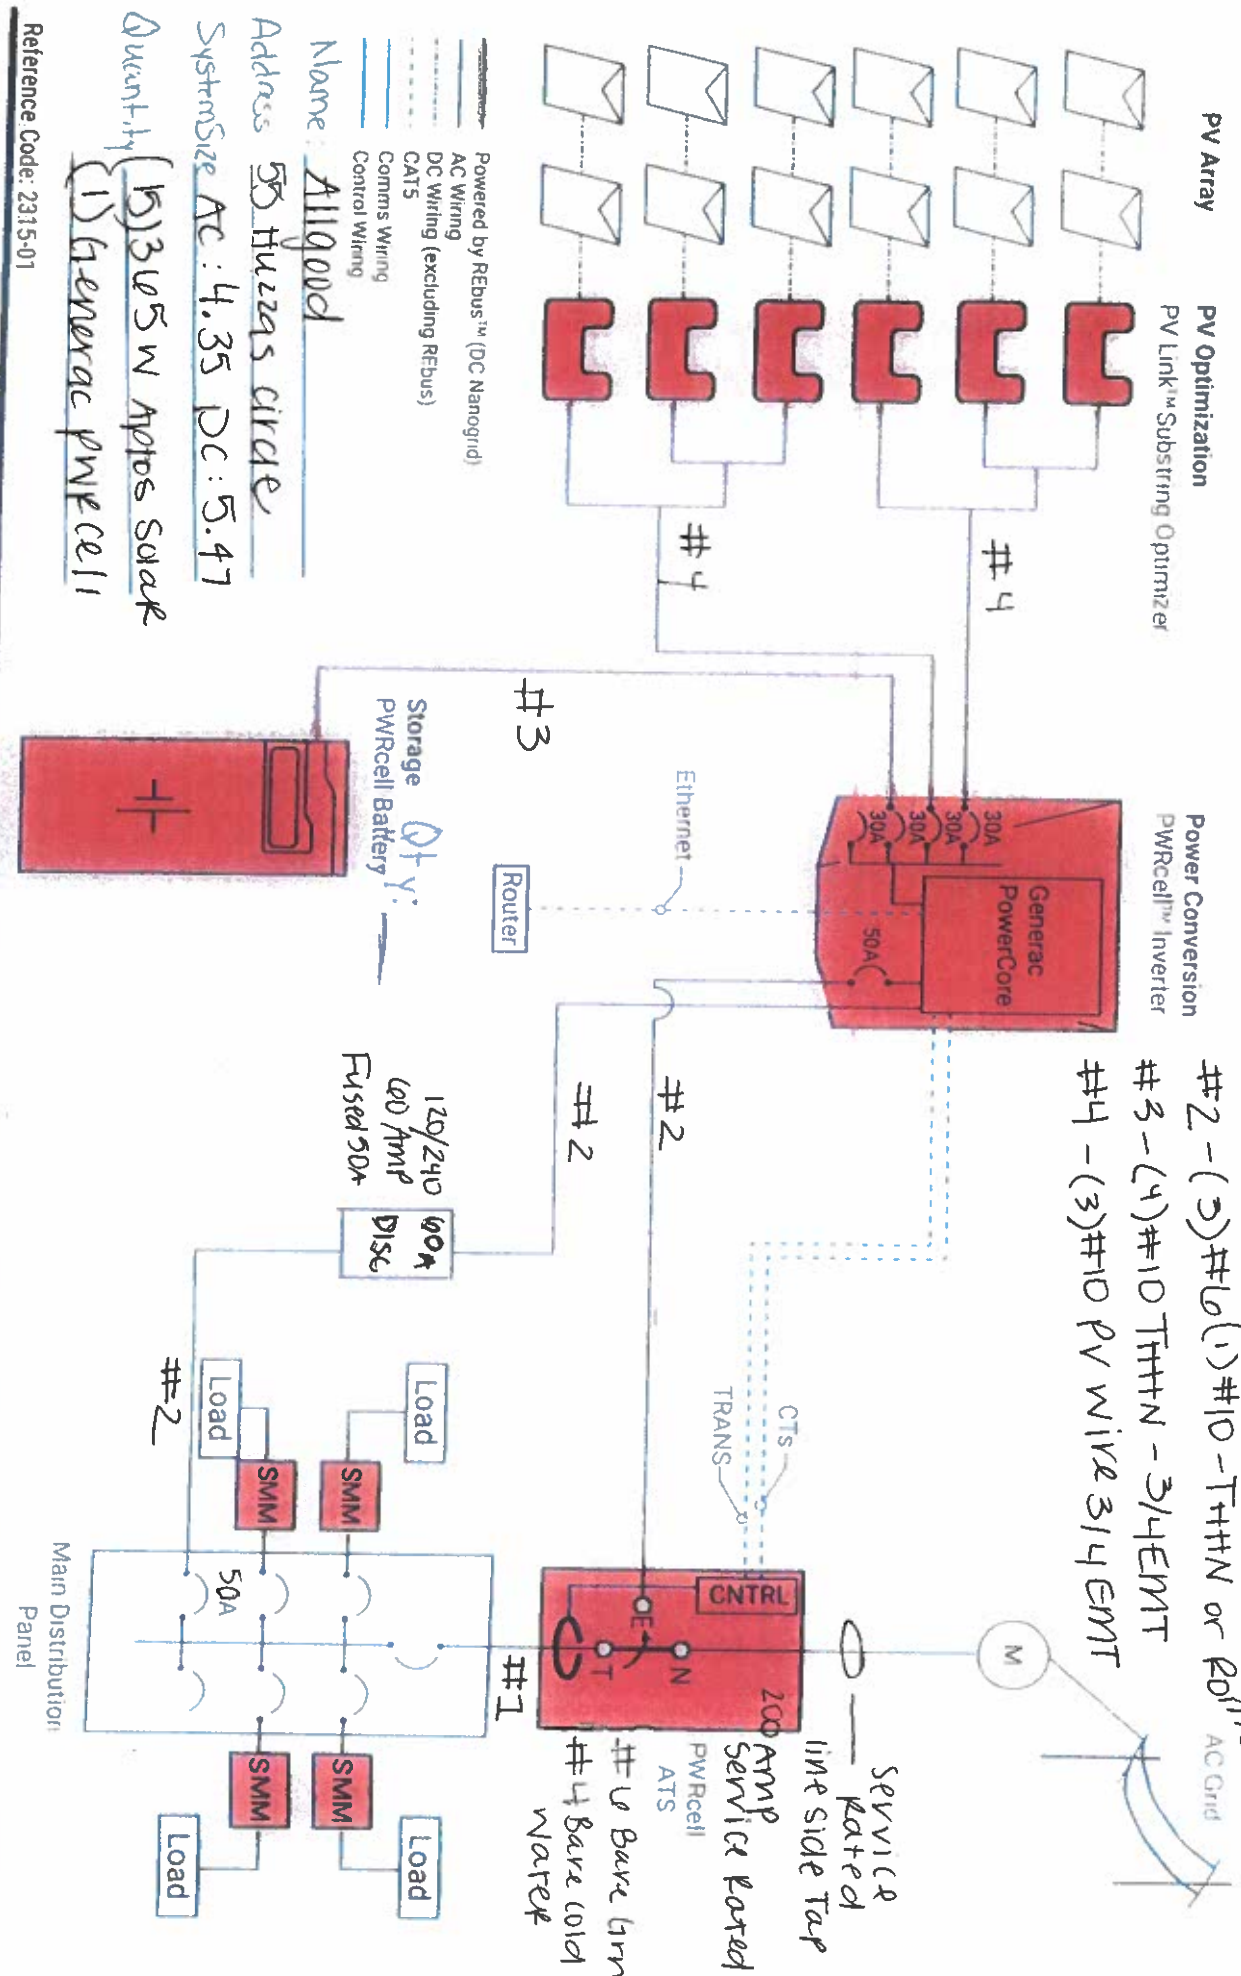 PV Array
PV Optimization
PV Link™ Substring Optimizer
Power Conversion
PWRcell™ Inverter
#2 - (3)#6(1)#10 - THHN or
#3 - (4)#10 THHN - 3/4 EMT
#4 - (3)#10 PV wire 3/4 EMT
AC Grid
M
#4
#4
#3
30A
30A
30A
30A
Generac
PowerCore
50A
Ethernet
Router
#2
#2
CTs
TRANS
Service
Rated
line side Tap
CNTRL
E
N
T
200 Amp
Service Rated
PWRcell
ATS
#6 Bare Grn
#4 Bare cold
water
#1
Powered by REbus™ (DC Nanogrid)
AC Wiring
DC Wiring (excluding REbus)
CAT5
Comms Wiring
Control Wiring
Storage Qty:
PWRcell Battery
120/240
60 Amp
Fused 50A
60A
DISC
#2
Load
Load
SMM
SMM
50A
SMM
SMM
Load
Load
Main Distribution
Panel
Name: Allgood
Address 55 Huzzas circle
System Size AC: 4.35 DC: 5.47
Quantity (15) 365 W Aptos Solar
(1) Generac PWRcell
Reference Code: 2315-01